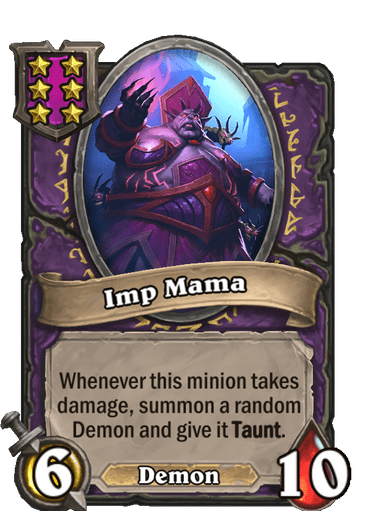 Imp Mama
Whenever this minion takes
damage, summon a random
Demon and give it Taunt.
6
Demon
10